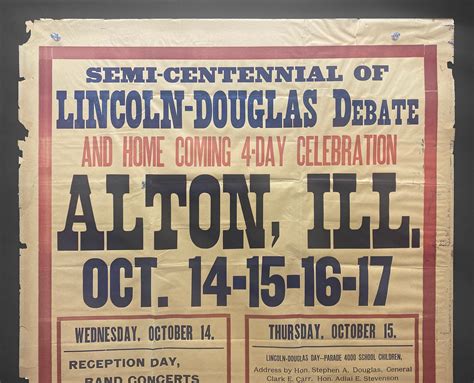 SEMI-CENTENNIAL OF
LINCOLN-DOUGLAS DEBATE
AND HOME COMING 4-DAY CELEBRATION
ALTON, ILL.
OCT. 14-15-16-17
WEDNESDAY, OCTOBER 14.
RECEPTION DAY,
BAND CONCERTS
THURSDAY, OCTOBER 15.
LINCOLN-DOUGLAS DAY—PARADE 4000 SCHOOL CHILDREN,
Address by Hon. Stephen A. Douglas, General
Clark E. Carr, Hon. Adlai E. Stevenson,